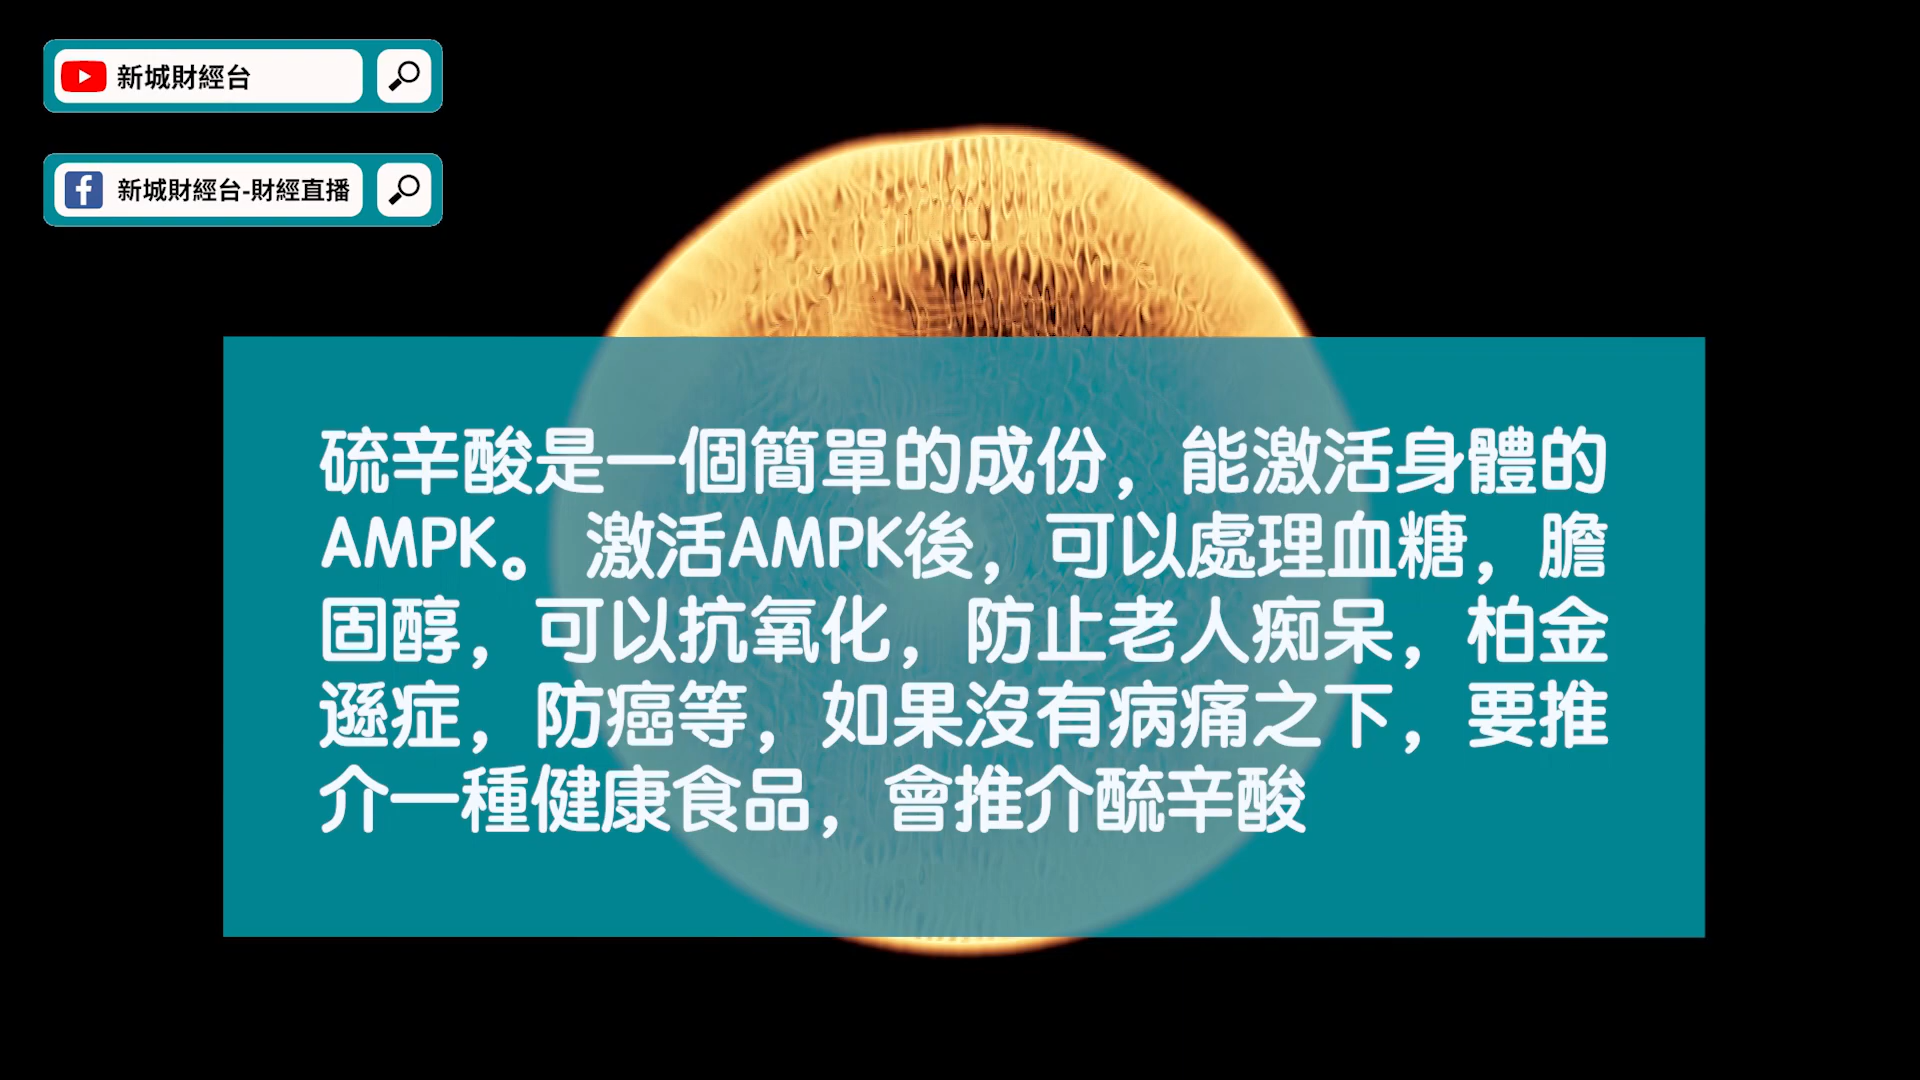 新城財經台
新城財經台-財經直播
硫辛酸是一個簡單的成份，能激活身體的
AMPK。 激活AMPK後，可以處理血糖，膽
固醇，可以抗氧化，防止老人痴呆，柏金
遜症，防癌等，如果沒有病痛之下，要推
介一種健康食品，會推介酼辛酸